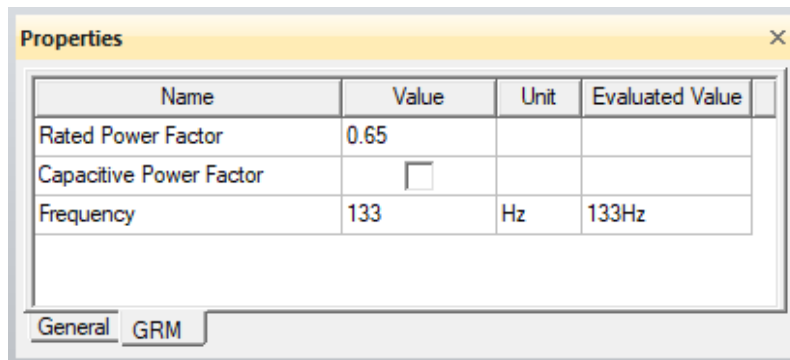 Properties
Name Value Unit Evaluated Value
Rated Power Factor 0.65
Capacitive Power Factor
Frequency 133 Hz 133Hz
General GRM